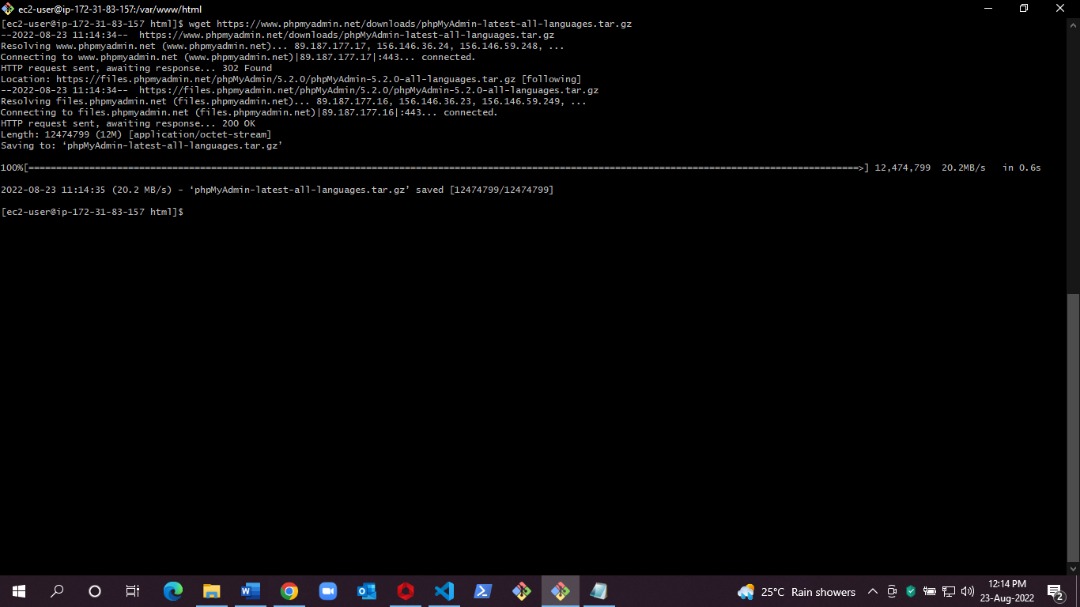 ec2-user@ip-172-31-83-157:/var/www/html
[ec2-user@ip-172-31-83-157 html]$ wget https://www.phpmyadmin.net/downloads/phpMyAdmin-latest-all-languages.tar.gz
--2022-08-23 11:14:34--  https://www.phpmyadmin.net/downloads/phpMyAdmin-latest-all-languages.tar.gz
Resolving www.phpmyadmin.net (www.phpmyadmin.net)... 89.187.177.17, 156.146.36.24, 156.146.59.248, ...
Connecting to www.phpmyadmin.net (www.phpmyadmin.net)|89.187.177.17|:443... connected.
HTTP request sent, awaiting response... 302 Found
Location: https://files.phpmyadmin.net/phpMyAdmin/5.2.0/phpMyAdmin-5.2.0-all-languages.tar.gz [following]
--2022-08-23 11:14:34--  https://files.phpmyadmin.net/phpMyAdmin/5.2.0/phpMyAdmin-5.2.0-all-languages.tar.gz
Resolving files.phpmyadmin.net (files.phpmyadmin.net)... 89.187.177.16, 156.146.36.23, 156.146.59.249, ...
Connecting to files.phpmyadmin.net (files.phpmyadmin.net)|89.187.177.16|:443... connected.
HTTP request sent, awaiting response... 200 OK
Length: 12474799 (12M) [application/octet-stream]
Saving to: ‘phpMyAdmin-latest-all-languages.tar.gz’
100%[=====================================================================>] 12,474,799  20.2MB/s   in 0.6s
2022-08-23 11:14:35 (20.2 MB/s) - ‘phpMyAdmin-latest-all-languages.tar.gz’ saved [12474799/12474799]
[ec2-user@ip-172-31-83-157 html]$
25°C Rain showers
12:14 PM
23-Aug-2022
2